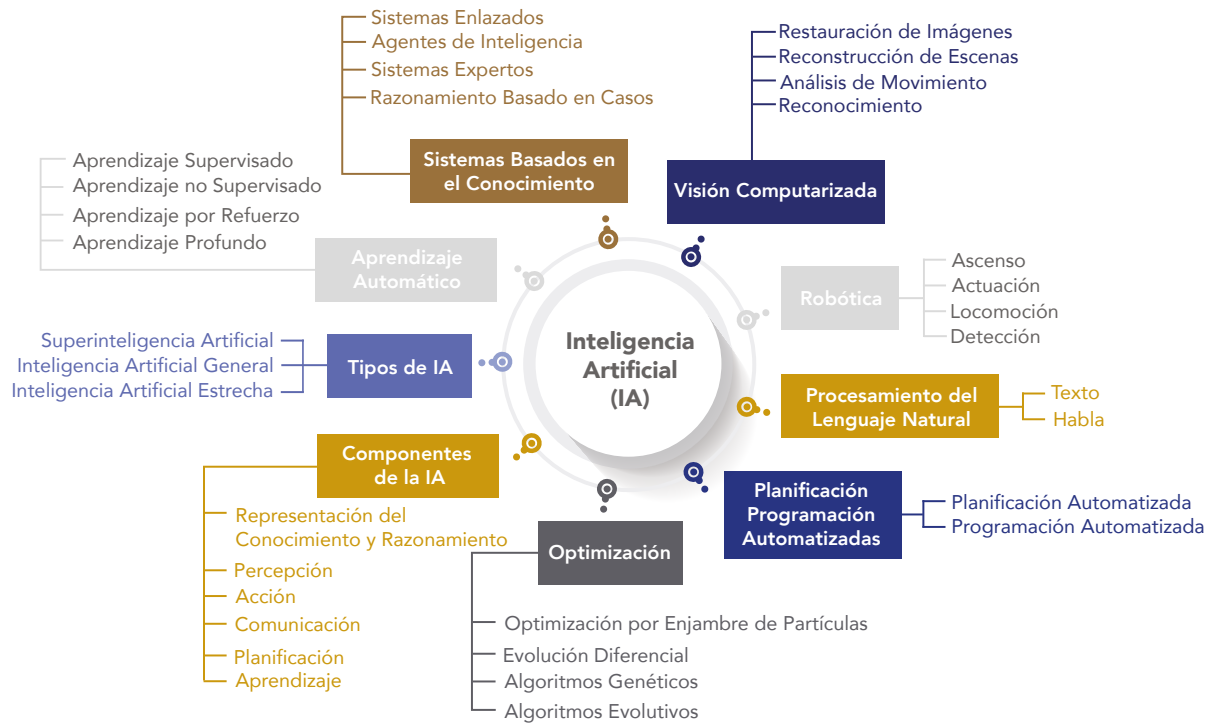 Sistemas Enlazados
Agentes de Inteligencia
Sistemas Expertos
Razonamiento Basado en Casos
Sistemas Basados en
el Conocimiento
Restauración de Imágenes
Reconstrucción de Escenas
Análisis de Movimiento
Reconocimiento
Visión Computarizada
Aprendizaje Supervisado
Aprendizaje no Supervisado
Aprendizaje por Refuerzo
Aprendizaje Profundo
Aprendizaje
Automático
Robótica
Ascenso
Actuación
Locomoción
Detección
Superinteligencia Artificial
Inteligencia Artificial General
Inteligencia Artificial Estrecha
Tipos de IA
Inteligencia
Artificial
(IA)
Procesamiento del
Lenguaje Natural
Texto
Habla
Componentes
de la IA
Representación del
Conocimiento y Razonamiento
Percepción
Acción
Comunicación
Planificación
Aprendizaje
Optimización
Optimización por Enjambre de Partículas
Evolución Diferencial
Algoritmos Genéticos
Algoritmos Evolutivos
Planificación
Programación
Automatizadas
Planificación Automatizada
Programación Automatizada